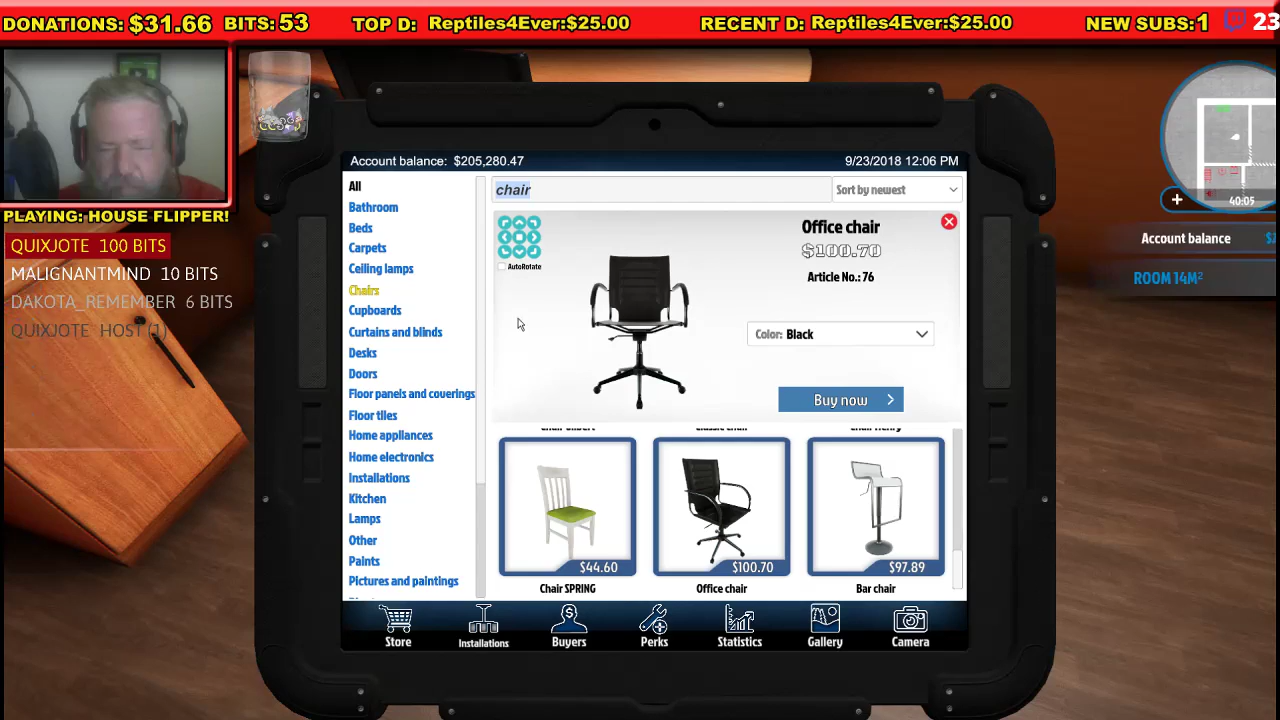 DONATIONS: $31.66 BITS: 53 TOP D: Reptiles4Ever:$25.00 RECENT D: Reptiles4Ever:$25.00 NEW SUBS: 1 23
PLAYING: HOUSE FLIPPER!
QUIXJOTE 100 BITS
MALIGNANTMIND 10 BITS
DAKOTA_REMEMBER 6 BITS
QUIXJOTE HOST (1)
Account balance: $205,280.47 9/23/2018 12:06 PM
All
Bathroom
Beds
Carpets
Ceiling lamps
Chairs
Cupboards
Curtains and blinds
Desks
Doors
Floor panels and coverings
Floor tiles
Home appliances
Home electronics
Installations
Kitchen
Lamps
Other
Paints
Pictures and paintings
chair Sort by newest
AutoRotate
Office chair
$100.70
Article No.: 76
Color: Black
Buy now
$44.60 $100.70 $97.89
Chair SPRING Office chair Bar chair
Store Installations Buyers Perks Statistics Gallery Camera
+ 40:05
Account balance
ROOM 14M²